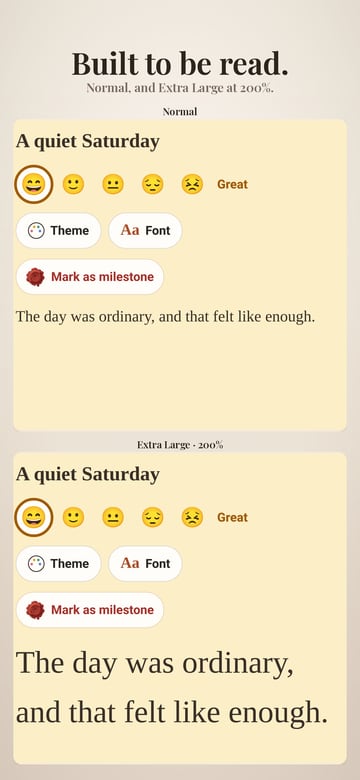 Built to be read.
Normal, and Extra Large at 200%.
Normal
A quiet Saturday
Great
Theme
Aa Font
Mark as milestone
The day was ordinary, and that felt like enough.
Extra Large · 200%
A quiet Saturday
Great
Theme
Aa Font
Mark as milestone
The day was ordinary,
and that felt like enough.